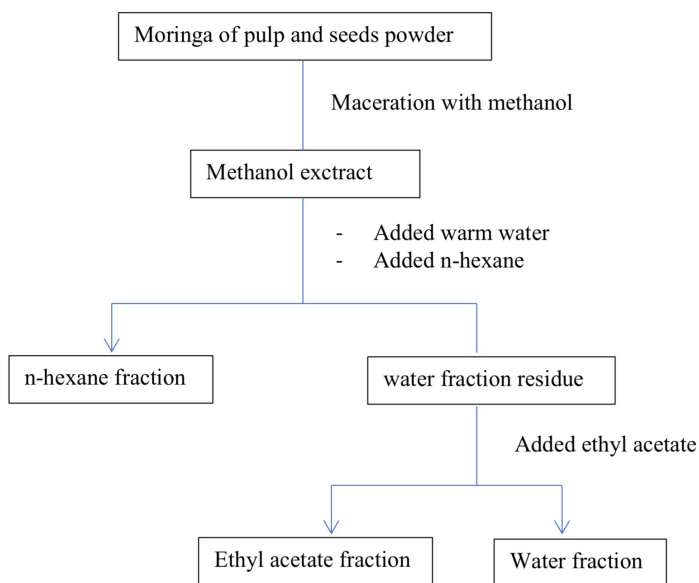 Moringa of pulp and seeds powder
Maceration with methanol
Methanol exctract
- Added warm water
- Added n-hexane
n-hexane fraction
water fraction residue
Added ethyl acetate
Ethyl acetate fraction
Water fraction